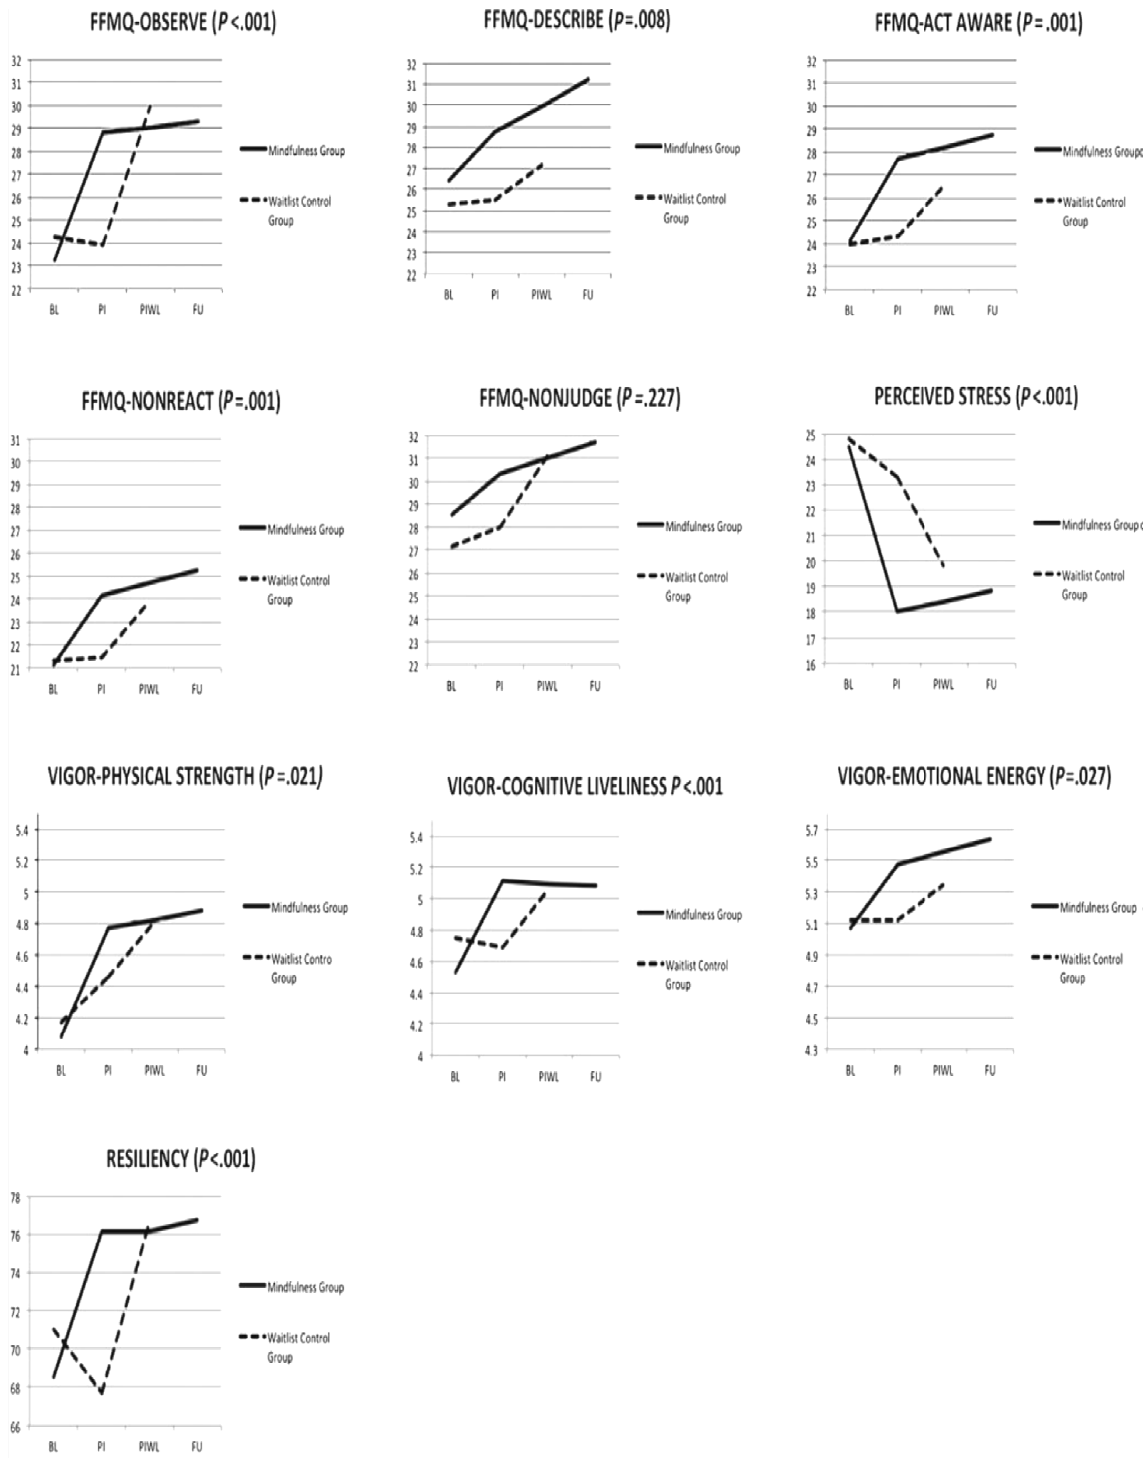 FFMQ-OBSERVE (P<.001)
32
31
30
29
28
27
26
25
24
23
22
BL PI PIWL FU
Mindfulness Group
Waitlist Control
Group
FFMQ-DESCRIBE (P=.008)
32
31
30
29
28
27
26
25
24
23
22
BL PI PIWL FU
Mindfulness Group
Waitlist Control
Group
FFMQ-ACT AWARE (P=.001)
32
31
30
29
28
27
26
25
24
23
22
BL PI PIWL FU
Mindfulness Group
Waitlist Control
Group
FFMQ-NONREACT (P=.001)
31
30
29
28
27
26
25
24
23
22
21
BL PI PIWL FU
Mindfulness Group
Waitlist Control
Group
FFMQ-NONJUDGE (P=.227)
32
31
30
29
28
27
26
25
24
23
22
BL PI PIWL FU
Mindfulness Group
Waitlist Control
Group
PERCEIVED STRESS (P<.001)
25
24
23
22
21
20
19
18
17
16
BL PI PIWL FU
Mindfulness Group
Waitlist Control
Group
VIGOR-PHYSICAL STRENGTH (P=.021)
5.4
5.2
5
4.8
4.6
4.4
4.2
4
BL PI PIWL FU
Mindfulness Group
Waitlist Contro
Group
VIGOR-COGNITIVE LIVELINESS P<.001
5.4
5.2
5
4.8
4.6
4.4
4.2
4
BL PI PIWL FU
Mindfulness Group
Waitlist Control
Group
VIGOR-EMOTIONAL ENERGY (P=.027)
5.7
5.5
5.3
5.1
4.9
4.7
4.5
4.3
BL PI PIWL FU
Mindfulness Group
Waitlist Control
Group
RESILIENCY (P<.001)
78
76
74
72
70
68
66
BL PI PIWL FU
Mindfulness Group
Waitlist Control
Group